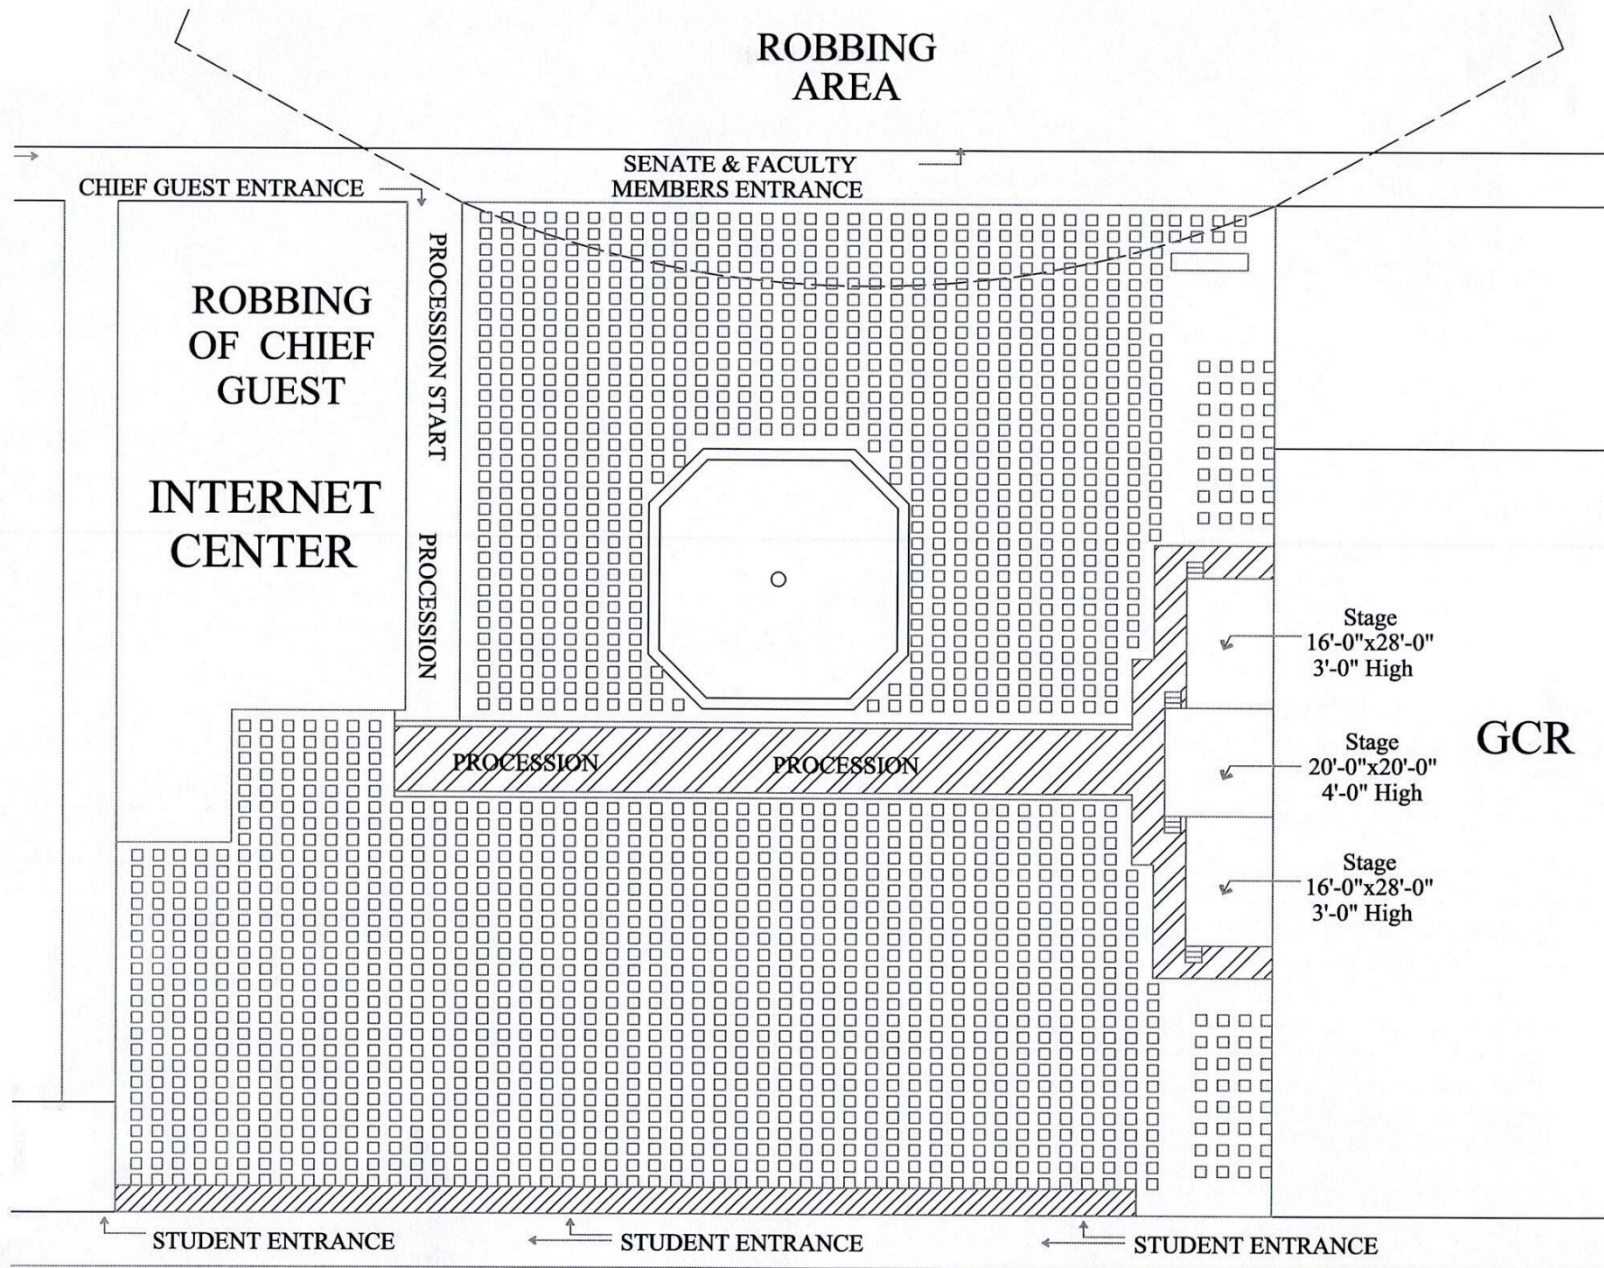 ROBBING
AREA
SENATE & FACULTY
MEMBERS ENTRANCE
CHIEF GUEST ENTRANCE
PROCESSION START
ROBBING
OF CHIEF
GUEST
INTERNET
CENTER
PROCESSION
PROCESSION
PROCESSION
Stage
16'-0"x28'-0"
3'-0" High
Stage
20'-0"x20'-0"
4'-0" High
GCR
Stage
16'-0"x28'-0"
3'-0" High
STUDENT ENTRANCE
STUDENT ENTRANCE
STUDENT ENTRANCE